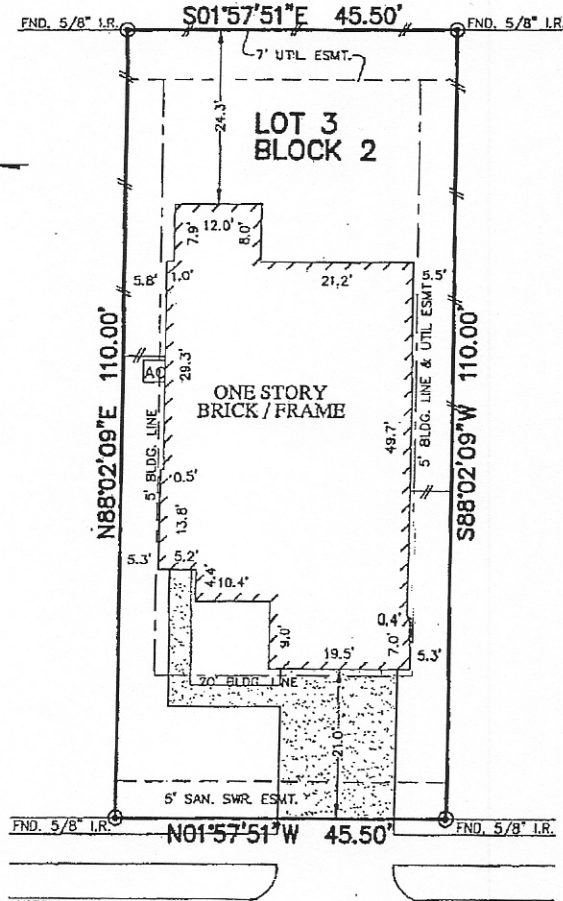 S01°57'51"E 45.50'
FND. 5/8" I.R.
FND. 5/8" I.R.
7' UTIL ESMT.
24.3'
LOT 3
BLOCK 2
7.9'
12.0'
8.0'
5.8'
1.0'
21.2'
5.5'
N88°02'09"E 110.00'
29.3'
AC
ONE STORY
BRICK / FRAME
5' BLDG. LINE
49.7'
5' BLDG. LINE & UTIL ESMT.
S88°02'09"W 110.00'
0.5'
13.8'
5.3'
5.2'
4.4'
10.4'
0.4'
9.0'
19.5'
7.0'
5.3'
20' BLDG. LINE
21.0'
5' SAN. SWR. ESMT.
FND. 5/8" I.R.
N01°57'51"W 45.50'
FND. 5/8" I.R.